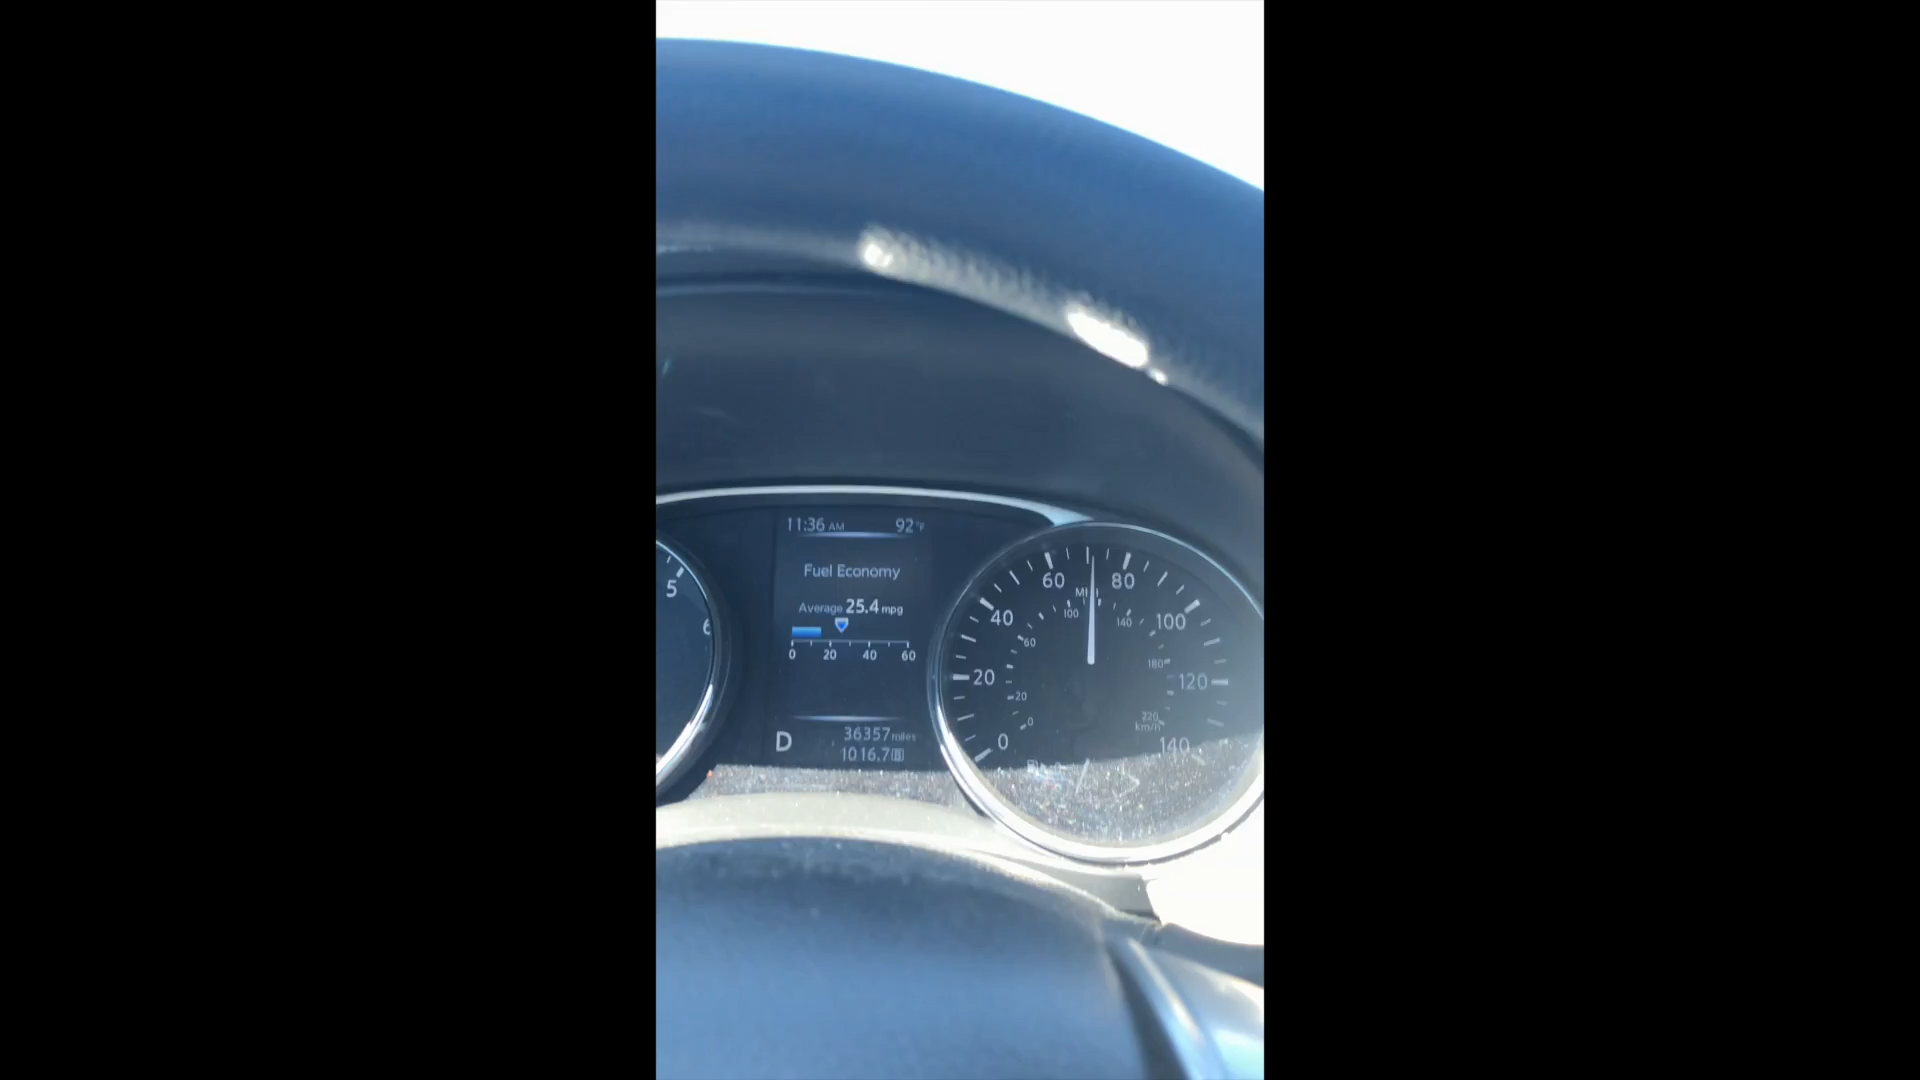 11:36 AM 92°F
Fuel Economy
Average 25.4 mpg
0 20 40 60
D
36357 miles
1016.7
5
6
0 20 40 60 80 100 120 140
0 20 60 100 140 180 220
km/h